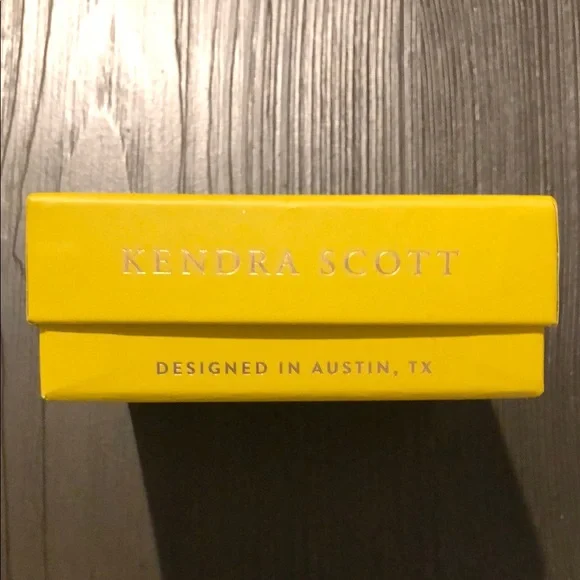 KENDRA SCOTT
DESIGNED IN AUSTIN, TX